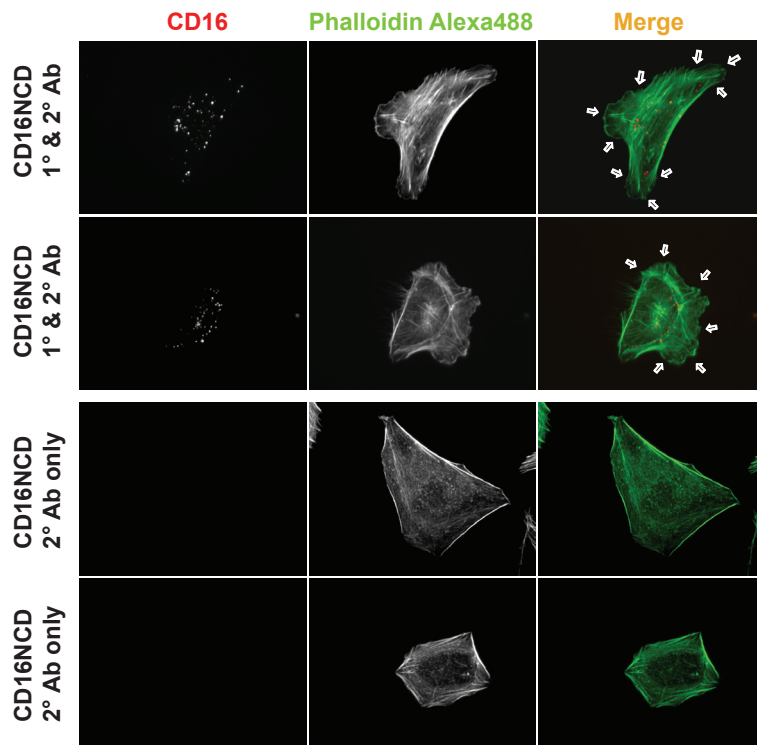 CD16 Phalloidin Alexa488 Merge
CD16NCD
1° & 2° Ab
CD16NCD
1° & 2° Ab
CD16NCD
2° Ab only
CD16NCD
2° Ab only